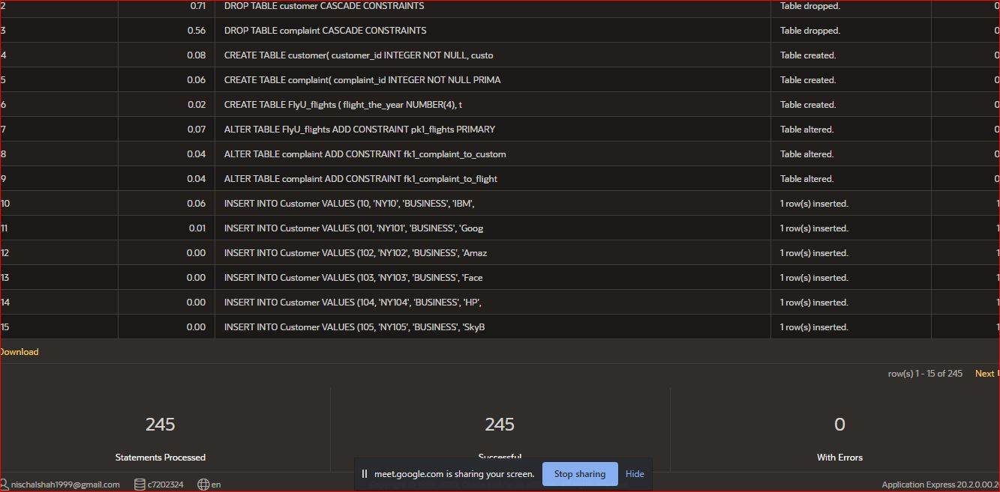 2 0.71 DROP TABLE customer CASCADE CONSTRAINTS Table dropped. 0
3 0.56 DROP TABLE complaint CASCADE CONSTRAINTS Table dropped. 0
4 0.08 CREATE TABLE customer( customer_id INTEGER NOT NULL, custo Table created. 0
5 0.06 CREATE TABLE complaint( complaint_id INTEGER NOT NULL PRIMA Table created. 0
6 0.02 CREATE TABLE FlyU_flights ( flight_the_year NUMBER(4), t Table created. 0
7 0.07 ALTER TABLE FlyU_flights ADD CONSTRAINT pk1_flights PRIMARY Table altered. 0
8 0.04 ALTER TABLE complaint ADD CONSTRAINT fk1_complaint_to_custom Table altered. 0
9 0.04 ALTER TABLE complaint ADD CONSTRAINT fk1_complaint_to_flight Table altered. 0
10 0.06 INSERT INTO Customer VALUES (10, 'NY10', 'BUSINESS', 'IBM', 1 row(s) inserted. 1
11 0.01 INSERT INTO Customer VALUES (101, 'NY101', 'BUSINESS', 'Goog 1 row(s) inserted. 1
12 0.00 INSERT INTO Customer VALUES (102, 'NY102', 'BUSINESS', 'Amaz 1 row(s) inserted. 1
13 0.00 INSERT INTO Customer VALUES (103, 'NY103', 'BUSINESS', 'Face 1 row(s) inserted. 1
14 0.00 INSERT INTO Customer VALUES (104, 'NY104', 'BUSINESS', 'HP', 1 row(s) inserted. 1
15 0.00 INSERT INTO Customer VALUES (105, 'NY105', 'BUSINESS', 'SkyB 1 row(s) inserted. 1
Download
row(s) 1 - 15 of 245 Next
245 245 0
Statements Processed Successful With Errors
meet.google.com is sharing your screen. Stop sharing Hide
nischalshah1999@gmail.com c7202324 en Application Express 20.2.0.00.2